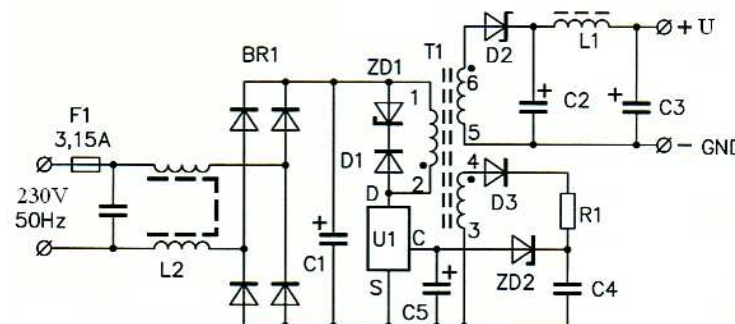 F1
3,15A
230V
50Hz
L2
BR1
+
C1
ZD1
D1
D
U1
C
S
+
C5
1
2
T1
6
5
4
3
D2
+
C2
L1
+
C3
+ U
- GND
D3
R1
ZD2
C4